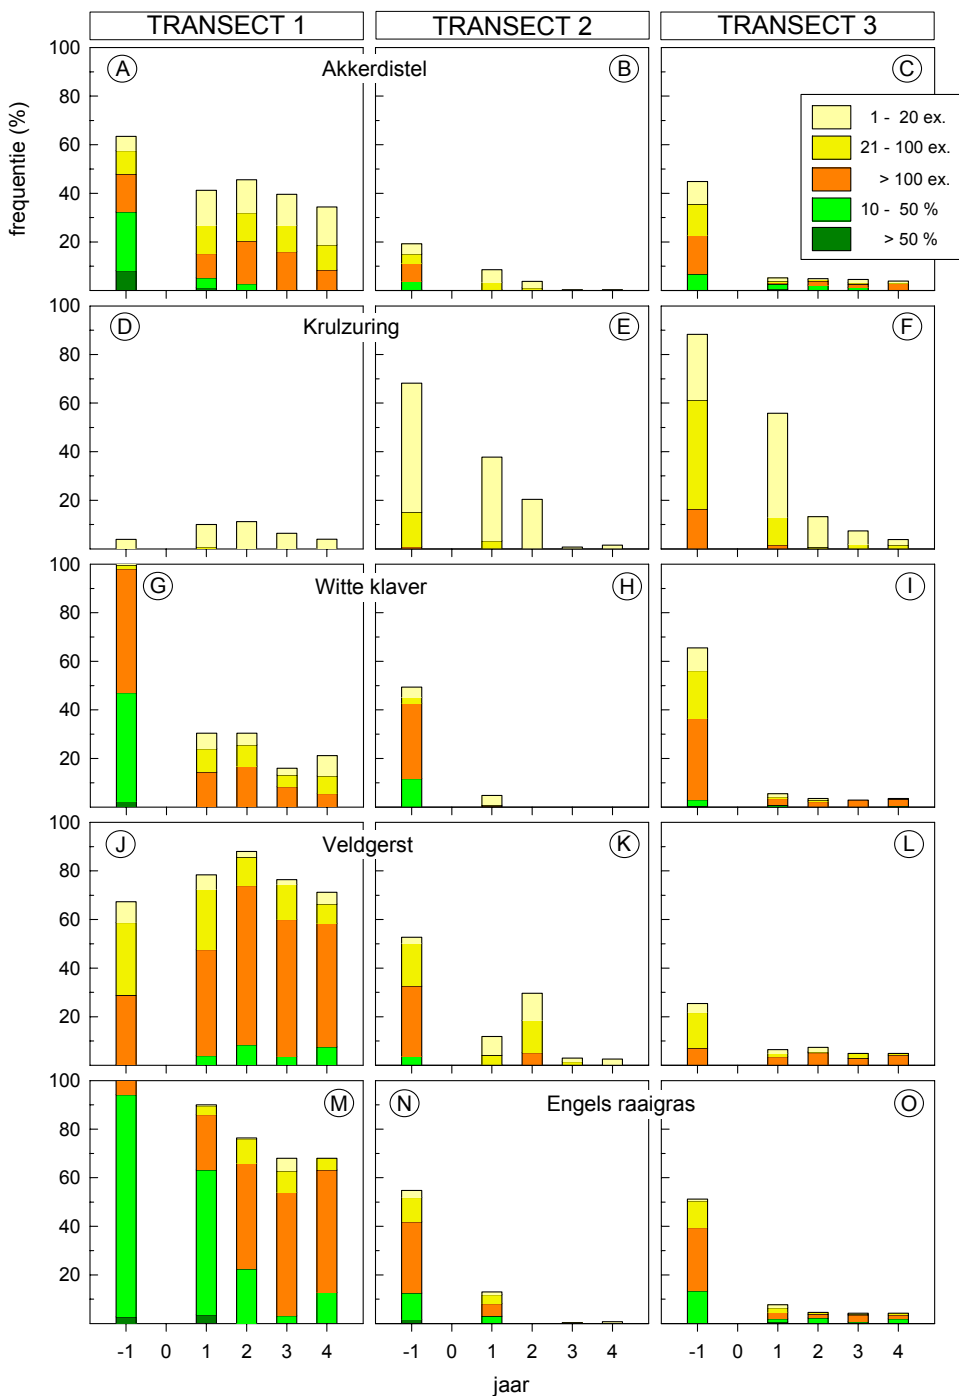 TRANSECT 1 TRANSECT 2 TRANSECT 3
100
80
60
40
20
frequentie (%)
A Akkerdistel B C
1 - 20 ex.
21 - 100 ex.
> 100 ex.
10 - 50 %
> 50 %
100
80
60
40
20
D Krulzuring E F
100
80
60
40
20
G Witte klaver H I
100
80
60
40
20
J Veldgerst K L
100
80
60
40
20
M N Engels raaigras O
-1 0 1 2 3 4 -1 0 1 2 3 4 -1 0 1 2 3 4
jaar